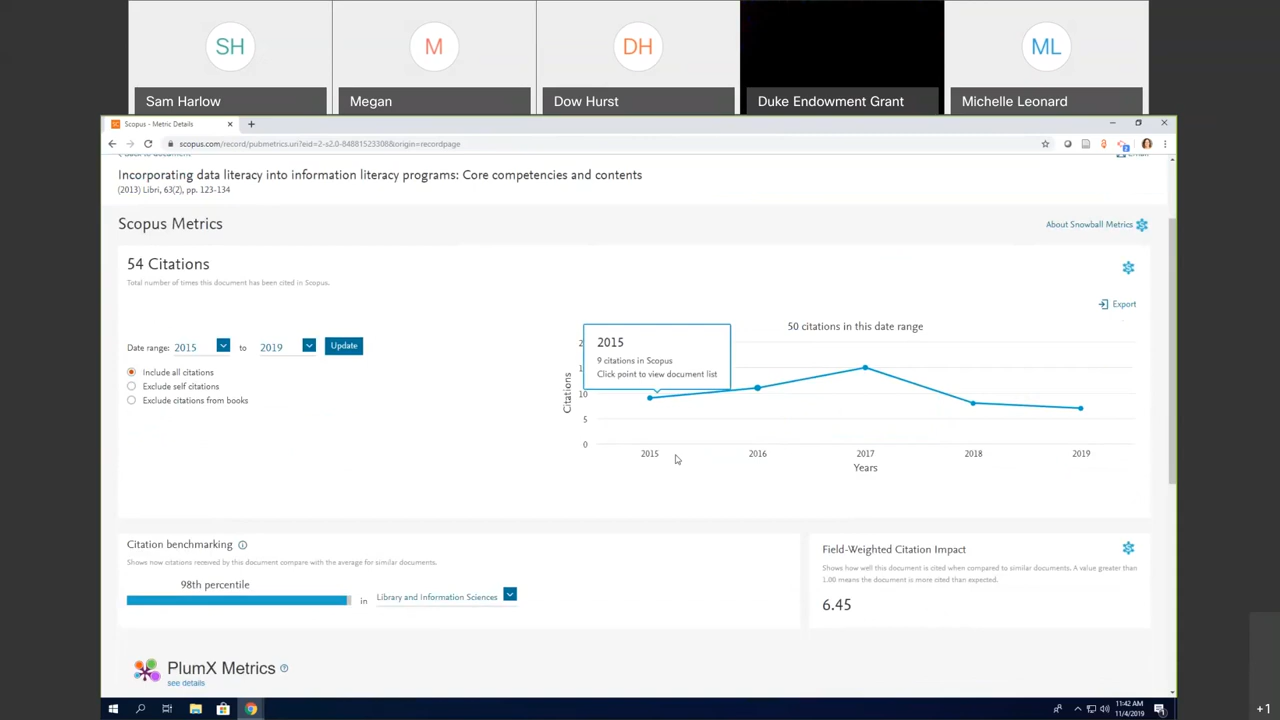 SH
M
DH
ML
Sam Harlow
Megan
Dow Hurst
Duke Endowment Grant
Michelle Leonard
Scopus - Metric Details
scopus.com/record/pubmetrics.uri?eid=2-s2.0-84881523308&origin=recordpage
Incorporating data literacy into information literacy programs: Core competencies and contents
(2013) Libri, 63(2), pp. 123-134
Scopus Metrics
About Snowball Metrics
54 Citations
Total number of times this document has been cited in Scopus.
Export
50 citations in this date range
Date range: 2015 to 2019 Update
Include all citations
Exclude self citations
Exclude citations from books
2015
9 citations in Scopus
Click point to view document list
Citations
10
5
0
2015 2016 2017 2018 2019
Years
Citation benchmarking
Shows how citations received by this document compare with the average for similar documents.
98th percentile
in Library and Information Sciences
Field-Weighted Citation Impact
Shows how well this document is cited when compared to similar documents. A value greater than
1.00 means the document is more cited than expected.
6.45
PlumX Metrics
see details
11:42 AM
11/4/2019
+1